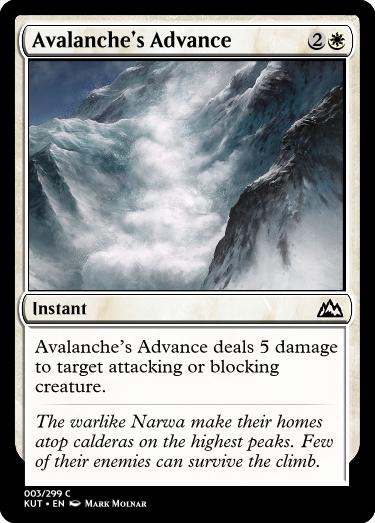 Avalanche's Advance 2
Instant
Avalanche's Advance deals 5 damage
to target attacking or blocking
creature.
The warlike Narwa make their homes
atop calderas on the highest peaks. Few
of their enemies can survive the climb.
003/299 C
KUT • EN Mark Molnar